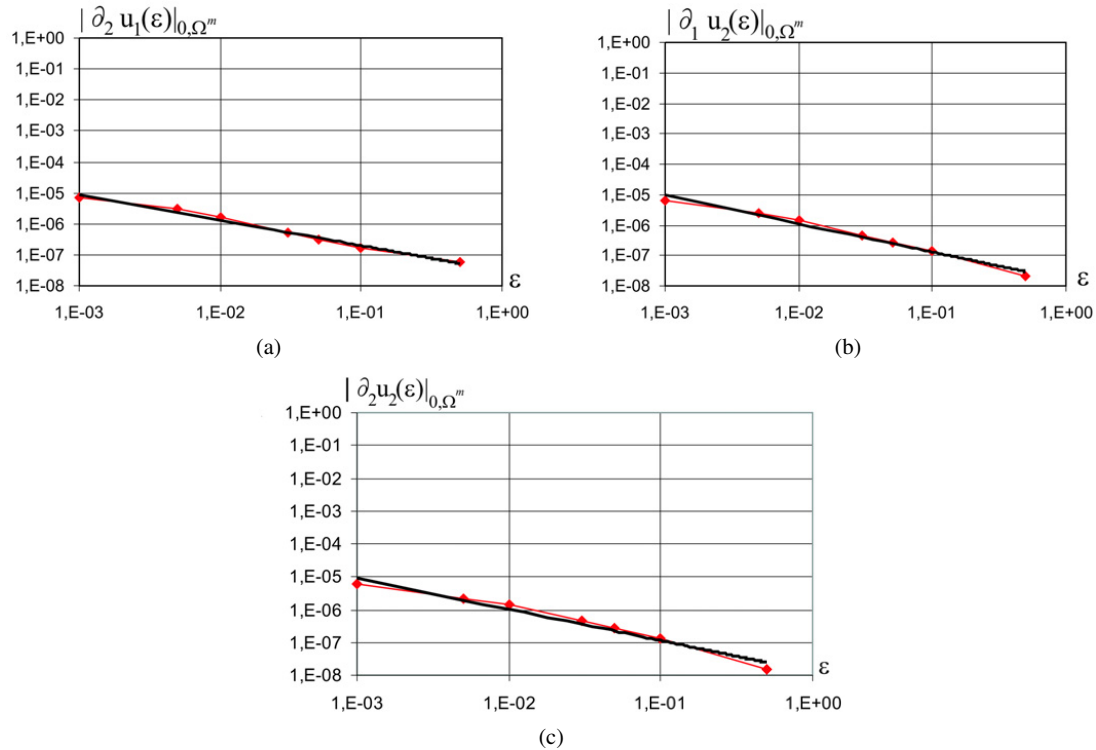 | ∂₂ u₁(ε)|₀,Ωᵐ
1,E+00
1,E-01
1,E-02
1,E-03
1,E-04
1,E-05
1,E-06
1,E-07
1,E-08
ε
1,E-03 1,E-02 1,E-01 1,E+00
(a)
| ∂₁ u₂(ε)|₀,Ωᵐ
1,E+00
1,E-01
1,E-02
1,E-03
1,E-04
1,E-05
1,E-06
1,E-07
1,E-08
ε
1,E-03 1,E-02 1,E-01 1,E+00
(b)
| ∂₂u₂(ε)|₀,Ωᵐ
1,E+00
1,E-01
1,E-02
1,E-03
1,E-04
1,E-05
1,E-06
1,E-07
1,E-08
ε
1,E-03 1,E-02 1,E-01 1,E+00
(c)